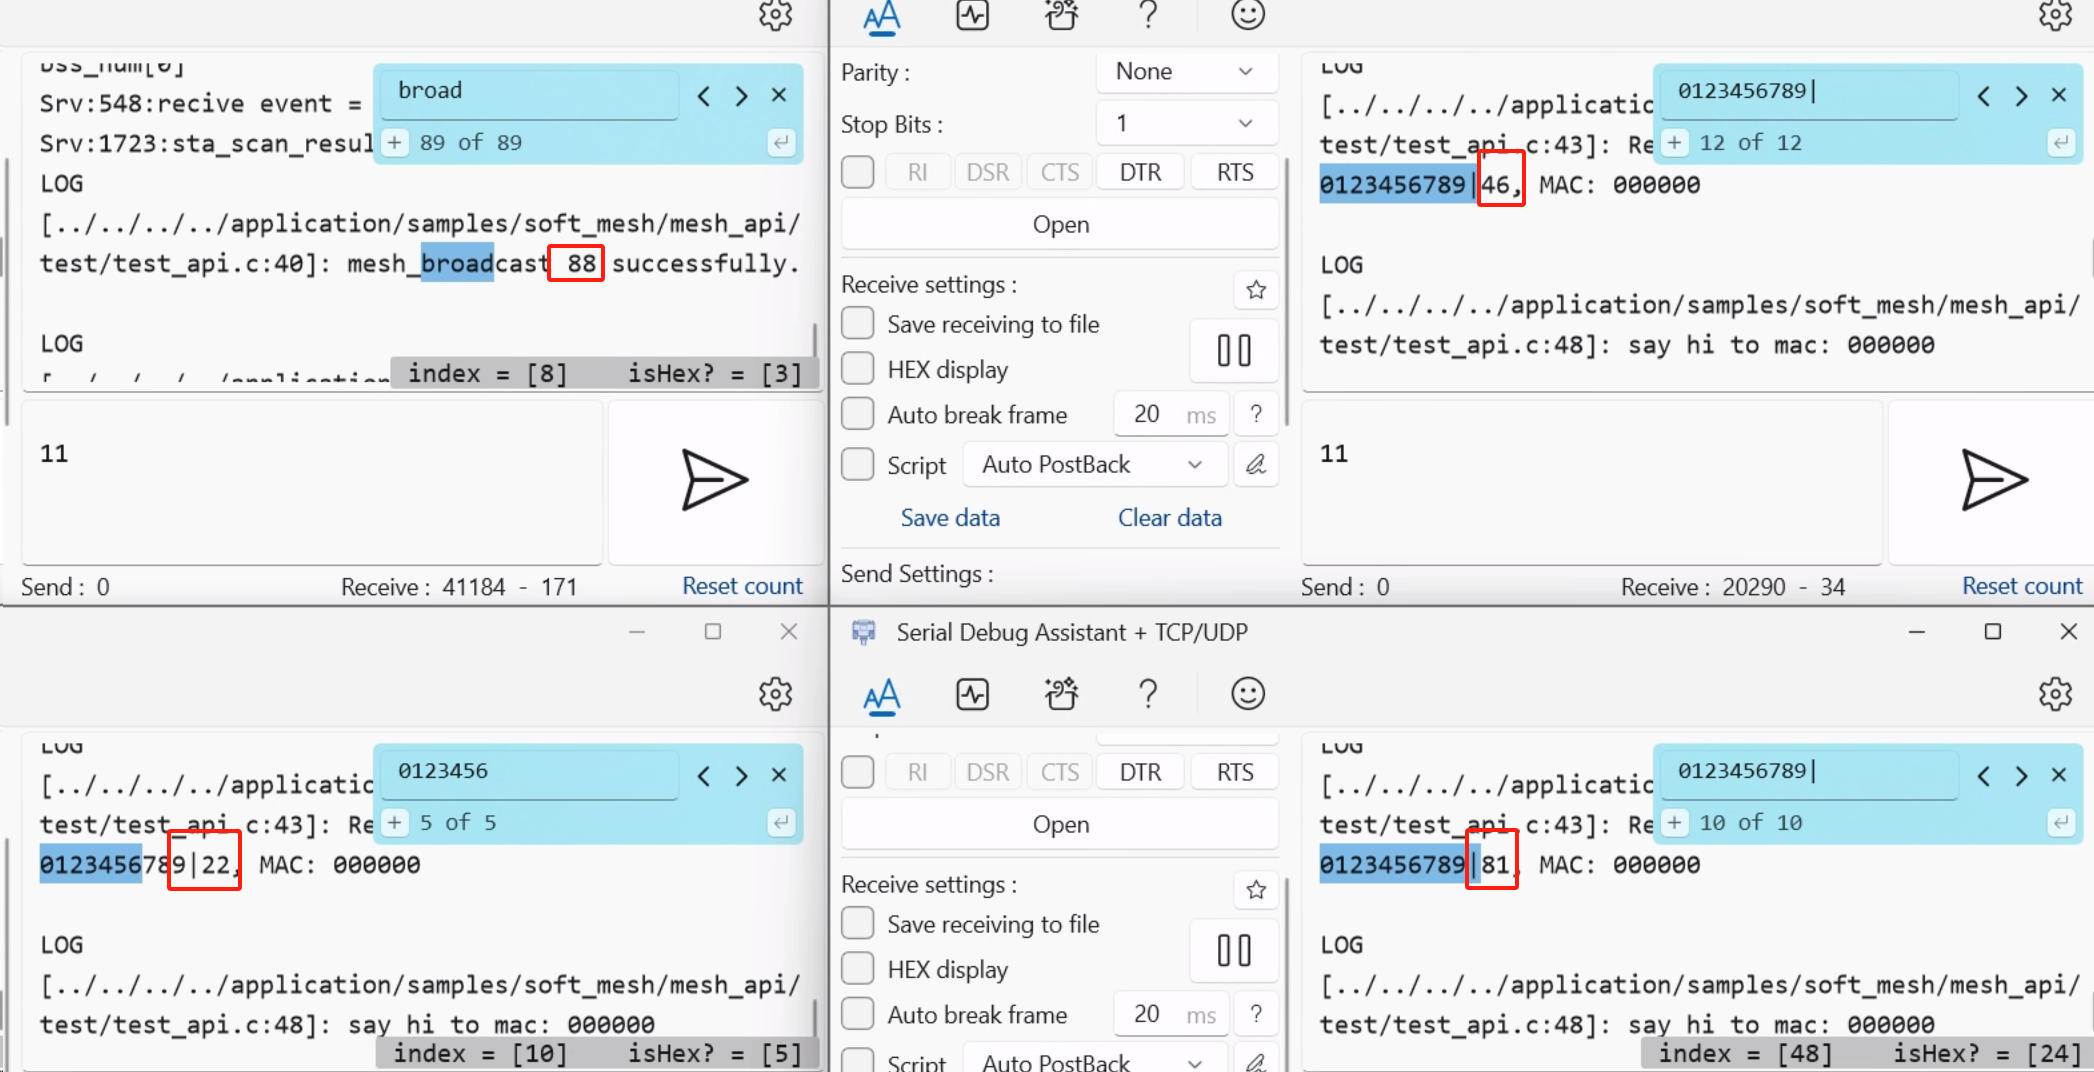 bss_num[0]
Srv:548:recive event =
Srv:1723:sta_scan_resul
LOG
[../../../../application/samples/soft_mesh/mesh_api/
test/test_api.c:40]: mesh_broadcast 88 successfully.
LOG
broad
89 of 89
index = [8] isHex? = [3]
11
Send : 0 Receive : 41184 - 171 Reset count
Parity : None
Stop Bits : 1
RI DSR CTS DTR RTS
Open
Receive settings :
Save receiving to file
HEX display
Auto break frame 20 ms ?
Script Auto PostBack
Save data Clear data
Send Settings :
LOG
[../../../../applicatio
test/test_api.c:43]: Re
0123456789|46, MAC: 000000
LOG
[../../../../application/samples/soft_mesh/mesh_api/
test/test_api.c:48]: say hi to mac: 000000
0123456789|
12 of 12
11
Send : 0 Receive : 20290 - 34 Reset count
LOG
[../../../../applicatio
test/test_api.c:43]: Re
0123456789|22, MAC: 000000
LOG
[../../../../application/samples/soft_mesh/mesh_api/
test/test_api.c:48]: say hi to mac: 000000
0123456
5 of 5
index = [10] isHex? = [5]
Serial Debug Assistant + TCP/UDP
RI DSR CTS DTR RTS
Open
Receive settings :
Save receiving to file
HEX display
Auto break frame 20 ms ?
Script Auto PostBack
LOG
[../../../../applicatio
test/test_api.c:43]: Re
0123456789|81, MAC: 000000
LOG
[../../../../application/samples/soft_mesh/mesh_api/
test/test_api.c:48]: say hi to mac: 000000
0123456789|
10 of 10
index = [48] isHex? = [24]